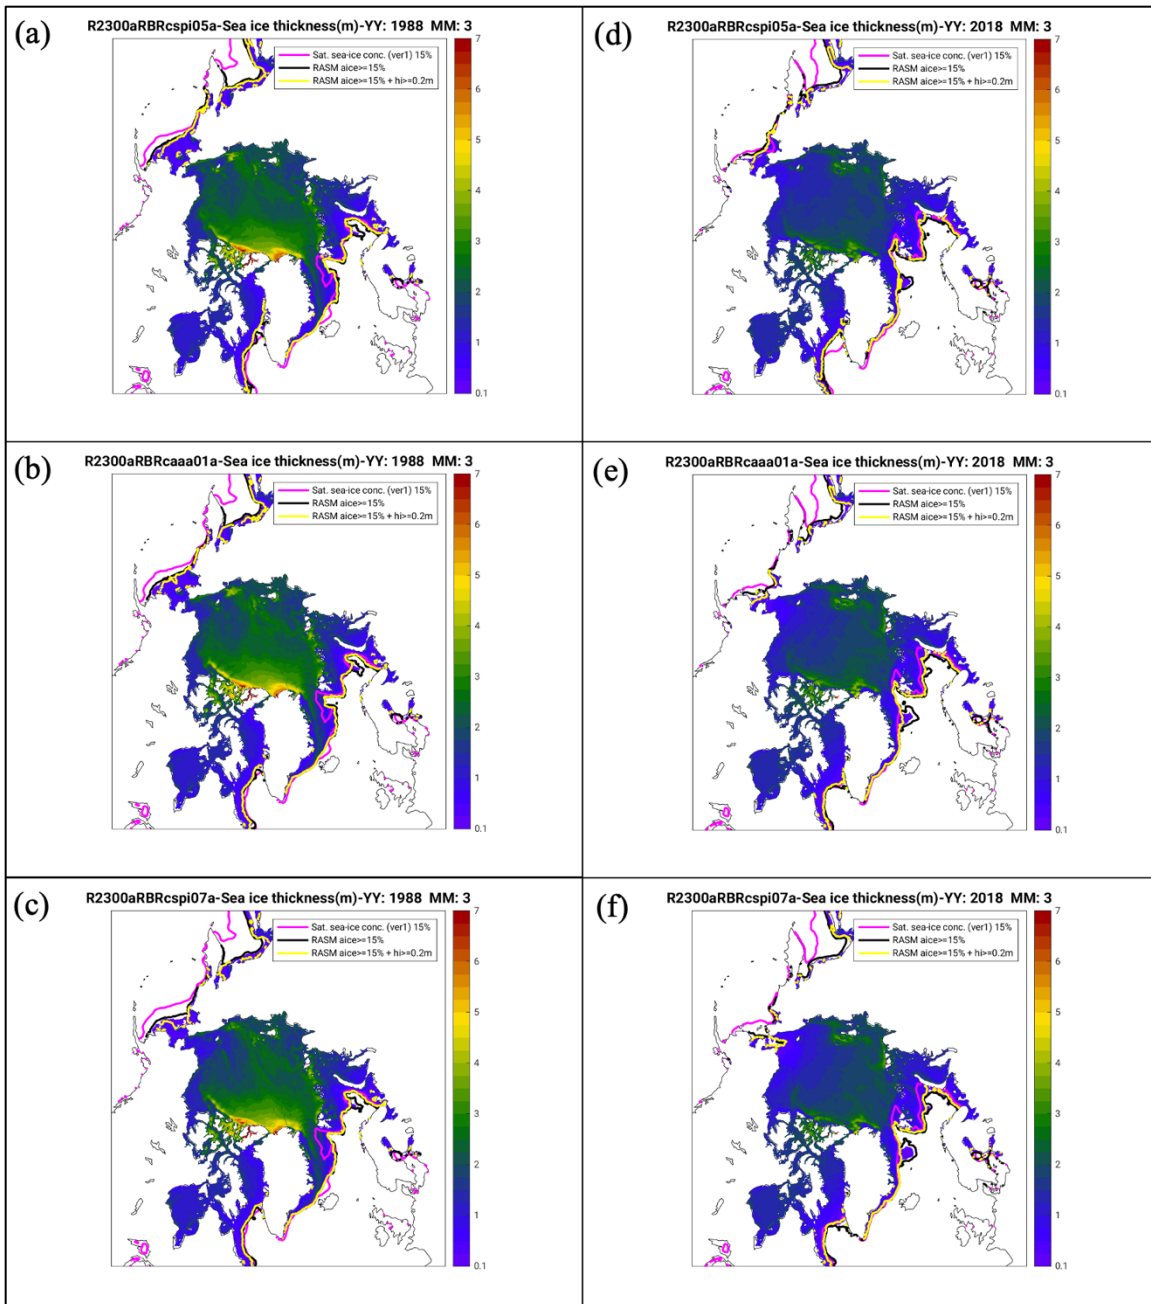 (a)
R2300aRBRcspi05a-Sea ice thickness(m)-YY: 1988 MM: 3
Sat. sea-ice conc. (ver1) 15%
RASM aice>=15%
RASM aice>=15% + hi>=0.2m
7
6
5
4
3
2
1
0.1
(d)
R2300aRBRcspi05a-Sea ice thickness(m)-YY: 2018 MM: 3
Sat. sea-ice conc. (ver1) 15%
RASM aice>=15%
RASM aice>=15% + hi>=0.2m
7
6
5
4
3
2
1
0.1
(b)
R2300aRBRcaaa01a-Sea ice thickness(m)-YY: 1988 MM: 3
Sat. sea-ice conc. (ver1) 15%
RASM aice>=15%
RASM aice>=15% + hi>=0.2m
7
6
5
4
3
2
1
0.1
(e)
R2300aRBRcaaa01a-Sea ice thickness(m)-YY: 2018 MM: 3
Sat. sea-ice conc. (ver1) 15%
RASM aice>=15%
RASM aice>=15% + hi>=0.2m
7
6
5
4
3
2
1
0.1
(c)
R2300aRBRcspi07a-Sea ice thickness(m)-YY: 1988 MM: 3
Sat. sea-ice conc. (ver1) 15%
RASM aice>=15%
RASM aice>=15% + hi>=0.2m
7
6
5
4
3
2
1
0.1
(f)
R2300aRBRcspi07a-Sea ice thickness(m)-YY: 2018 MM: 3
Sat. sea-ice conc. (ver1) 15%
RASM aice>=15%
RASM aice>=15% + hi>=0.2m
7
6
5
4
3
2
1
0.1